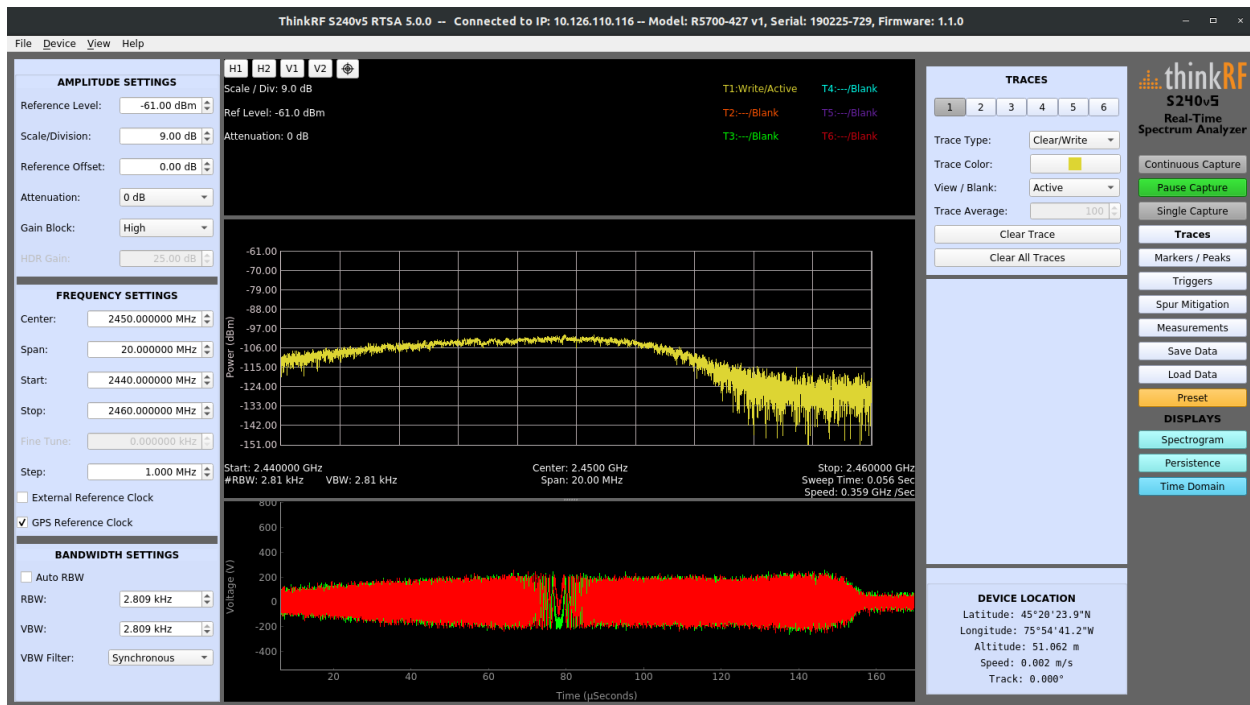 ThinkRF S240v5 RTSA 5.0.0 -- Connected to IP: 10.126.110.116 -- Model: R5700-427 v1, Serial: 190225-729, Firmware: 1.1.0
File Device View Help
AMPLITUDE SETTINGS
Reference Level: -61.00 dBm
Scale/Division: 9.00 dB
Reference Offset: 0.00 dB
Attenuation: 0 dB
Gain Block: High
HDR Gain: 25.00 dB
FREQUENCY SETTINGS
Center: 2450.000000 MHz
Span: 20.000000 MHz
Start: 2440.000000 MHz
Stop: 2460.000000 MHz
Fine Tune: 0.000000 kHz
Step: 1.000 MHz
External Reference Clock
GPS Reference Clock
BANDWIDTH SETTINGS
Auto RBW
RBW: 2.809 kHz
VBW: 2.809 kHz
VBW Filter: Synchronous
H1 H2 V1 V2
Scale / Div: 9.0 dB
Ref Level: -61.0 dBm
Attenuation: 0 dB
T1:Write/Active T4:---/Blank
T2:---/Blank T5:---/Blank
T3:---/Blank T6:---/Blank
Power (dBm)
-61.00
-70.00
-79.00
-88.00
-97.00
-106.00
-115.00
-124.00
-133.00
-142.00
-151.00
Start: 2.440000 GHz Center: 2.4500 GHz Stop: 2.460000 GHz
#RBW: 2.81 kHz VBW: 2.81 kHz Span: 20.00 MHz Sweep Time: 0.056 Sec
Speed: 0.359 GHz /Sec
Voltage (V)
800
600
400
200
0
-200
-400
20 40 60 80 100 120 140 160
Time (µSeconds)
TRACES
1 2 3 4 5 6
Trace Type: Clear/Write
Trace Color:
View / Blank: Active
Trace Average: 100
Clear Trace
Clear All Traces
DEVICE LOCATION
Latitude: 45°20'23.9"N
Longitude: 75°54'41.2"W
Altitude: 51.062 m
Speed: 0.002 m/s
Track: 0.000°
thinkRF
S240v5
Real-Time
Spectrum Analyzer
Continuous Capture
Pause Capture
Single Capture
Traces
Markers / Peaks
Triggers
Spur Mitigation
Measurements
Save Data
Load Data
Preset
DISPLAYS
Spectrogram
Persistence
Time Domain